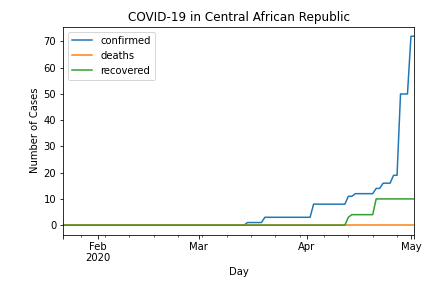 COVID-19 in Central African Republic
confirmed
deaths
recovered
Number of Cases
70
60
50
40
30
20
10
0
Feb
2020
Mar
Apr
May
Day